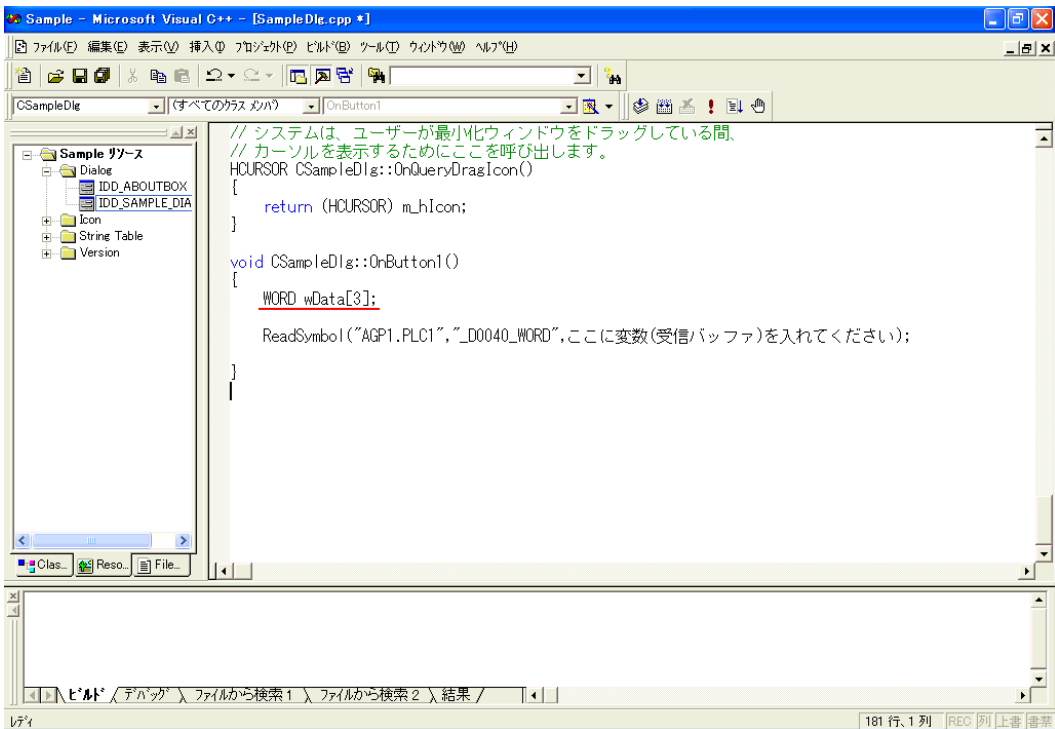 Sample - Microsoft Visual C++ - [SampleDlg.cpp *]
ファイル(F) 編集(E) 表示(V) 挿入(I) プロジェクト(P) ビルド(B) ツール(T) ウィンドウ(W) ヘルプ(H)
CSampleDlg (すべてのクラス メンバ) OnButton1
Sample リソース
Dialog
IDD_ABOUTBOX
IDD_SAMPLE_DIA
Icon
String Table
Version
Clas... Reso... File...
// システムは、ユーザーが最小化ウィンドウをドラッグしている間、
// カーソルを表示するためにここを呼び出します。
HCURSOR CSampleDlg::OnQueryDragIcon()
{
return (HCURSOR) m_hIcon;
}
void CSampleDlg::OnButton1()
{
WORD wData[3];
ReadSymbol("AGP1.PLC1","_D0040_WORD",ここに変数(受信バッファ)を入れてください);
}
ビルド デバッグ ファイルから検索1 ファイルから検索2 結果
レディ
181 行、1 列 REC 列 上書 書禁